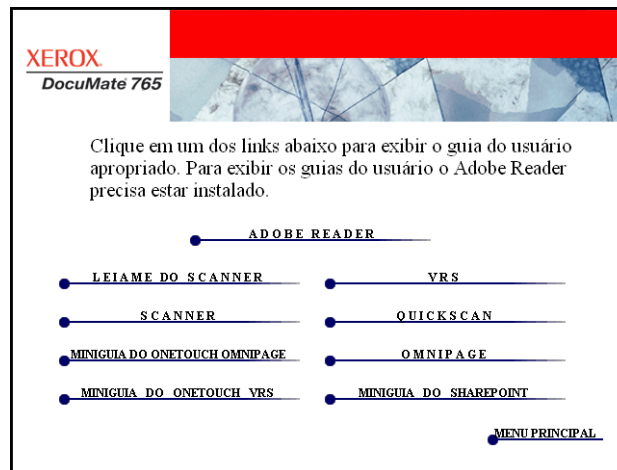 XEROX.
DocuMate 765
Clique em um dos links abaixo para exibir o guia do usuário
apropriado. Para exibir os guias do usuário o Adobe Reader
precisa estar instalado.
ADOBE READER
LEIAME DO SCANNER
VRS
SCANNER
QUICKSCAN
MINIGUIA DO ONETOUCH OMNIPAGE
OMNIPAGE
MINIGUIA DO ONETOUCH VRS
MINIGUIA DO SHAREPOINT
MENU PRINCIPAL